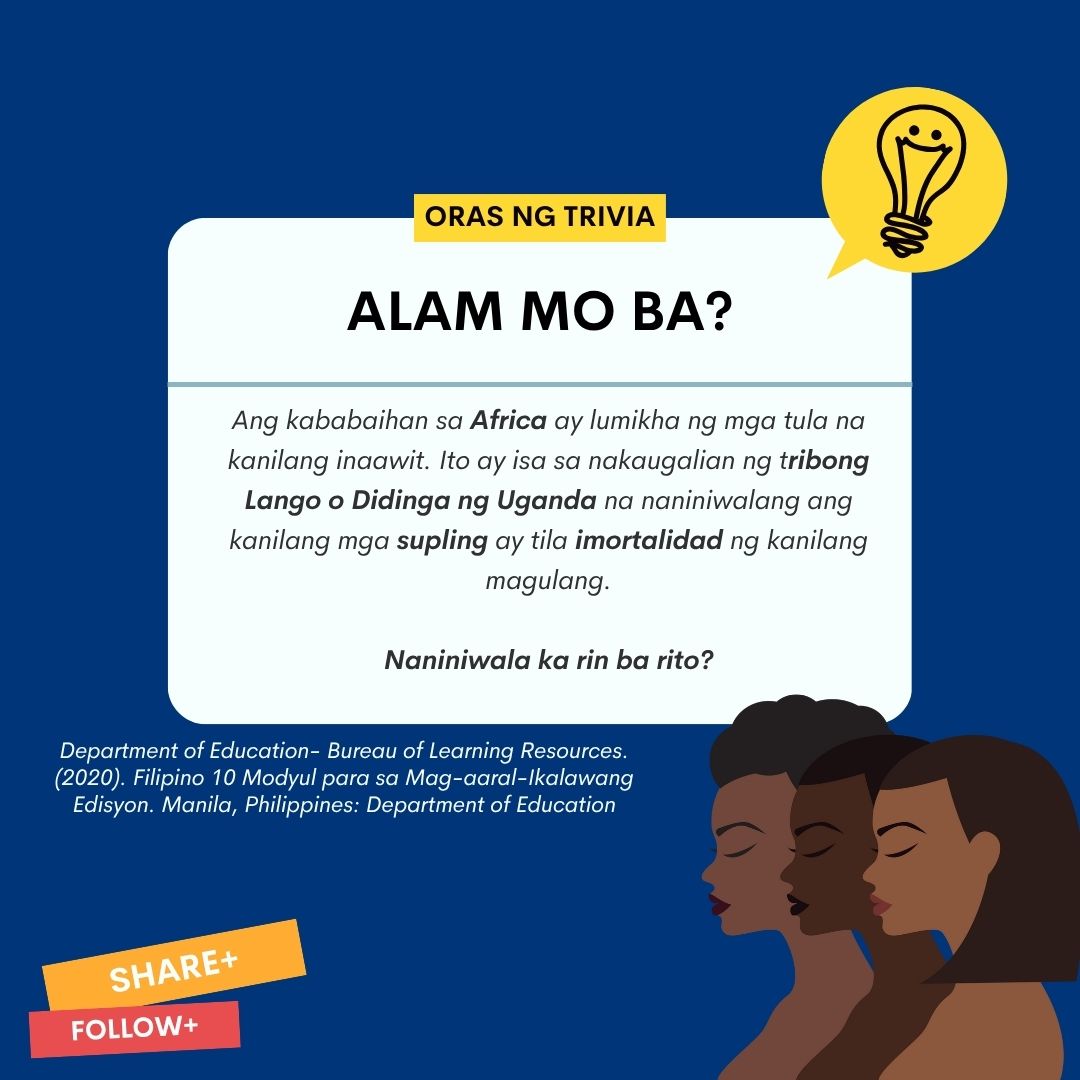 ORAS NG TRIVIA
ALAM MO BA?
Ang kababaihan sa Africa ay lumikha ng mga tula na
kanilang inaawit. Ito ay isa sa nakaugalian ng tribong
Lango o Didinga ng Uganda na naniniwalang ang
kanilang mga supling ay tila imortalidad ng kanilang
magulang.
Naniniwala ka rin ba rito?
Department of Education- Bureau of Learning Resources.
(2020). Filipino 10 Modyul para sa Mag-aaral-Ikalawang
Edisyon. Manila, Philippines: Department of Education
SHARE+
FOLLOW+